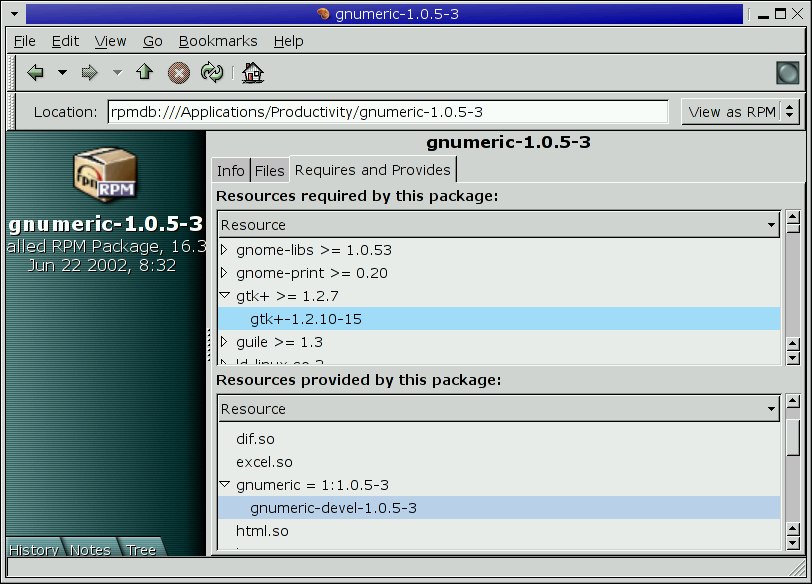 gnumeric-1.0.5-3
File Edit View Go Bookmarks Help
Location: rpmdb:///Applications/Productivity/gnumeric-1.0.5-3 View as RPM
rpn RPM
gnumeric-1.0.5-3
alled RPM Package, 16.3
Jun 22 2002, 8:32
History Notes Tree
gnumeric-1.0.5-3
Info Files Requires and Provides
Resources required by this package:
Resource
gnome-libs >= 1.0.53
gnome-print >= 0.20
gtk+ >= 1.2.7
gtk+-1.2.10-15
guile >= 1.3
ld-linux.so.2
Resources provided by this package:
Resource
dif.so
excel.so
gnumeric = 1:1.0.5-3
gnumeric-devel-1.0.5-3
html.so